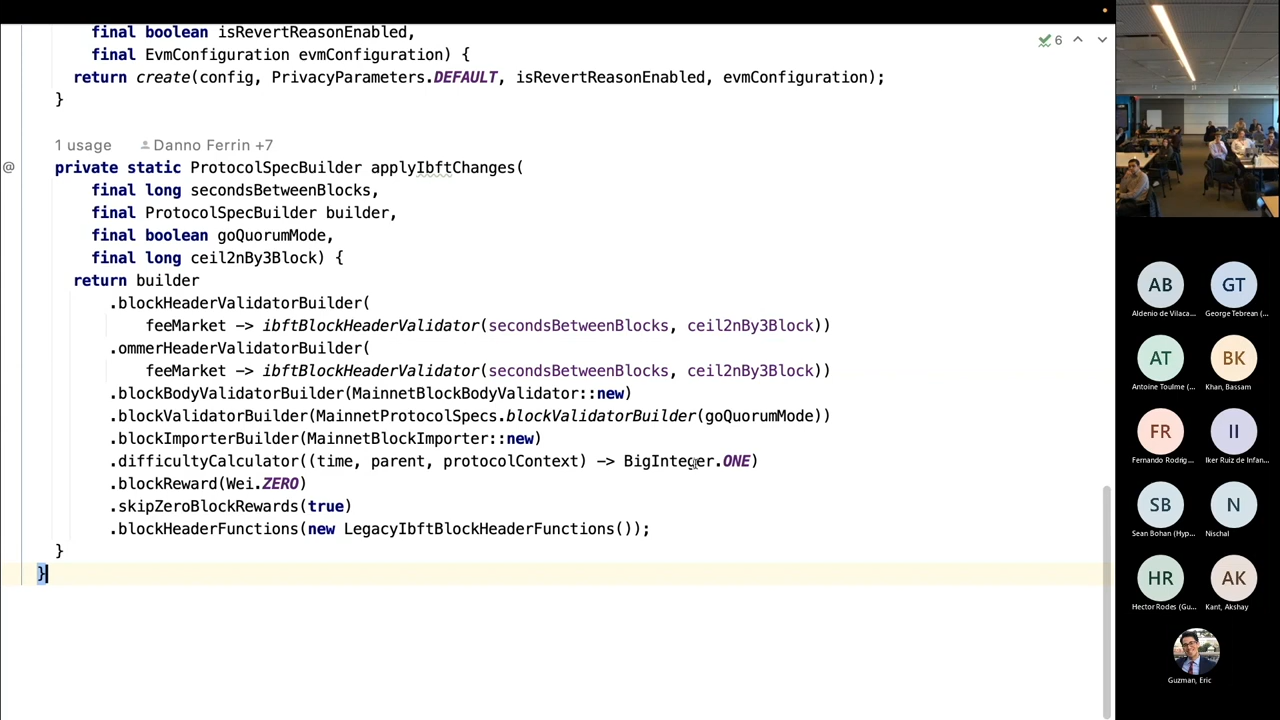 final boolean isRevertReasonEnabled,
final EvmConfiguration evmConfiguration) {
return create(config, PrivacyParameters.DEFAULT, isRevertReasonEnabled, evmConfiguration);
}
6
1 usage Danno Ferrin +7
@
private static ProtocolSpecBuilder applyIbftChanges(
final long secondsBetweenBlocks,
final ProtocolSpecBuilder builder,
final boolean goQuorumMode,
final long ceil2nBy3Block) {
return builder
.blockHeaderValidatorBuilder(
feeMarket -> ibftBlockHeaderValidator(secondsBetweenBlocks, ceil2nBy3Block))
.ommerHeaderValidatorBuilder(
feeMarket -> ibftBlockHeaderValidator(secondsBetweenBlocks, ceil2nBy3Block))
.blockBodyValidatorBuilder(MainnetBlockBodyValidator::new)
.blockValidatorBuilder(MainnetProtocolSpecs.blockValidatorBuilder(goQuorumMode))
.blockImporterBuilder(MainnetBlockImporter::new)
.difficultyCalculator((time, parent, protocolContext) -> BigInteger.ONE)
.blockReward(Wei.ZERO)
.skipZeroBlockRewards(true)
.blockHeaderFunctions(new LegacyIbftBlockHeaderFunctions());
}
}
AB GT
Aldenio de Vilaca... George Tebrean (...
AT BK
Antoine Toulme (... Khan, Bassam
FR II
Fernando Rodrig... Iker Ruiz de Infan...
SB N
Sean Bohan (Hyp... Nischal
HR AK
Hector Rodes (Gu... Kant, Akshay
Guzman, Eric